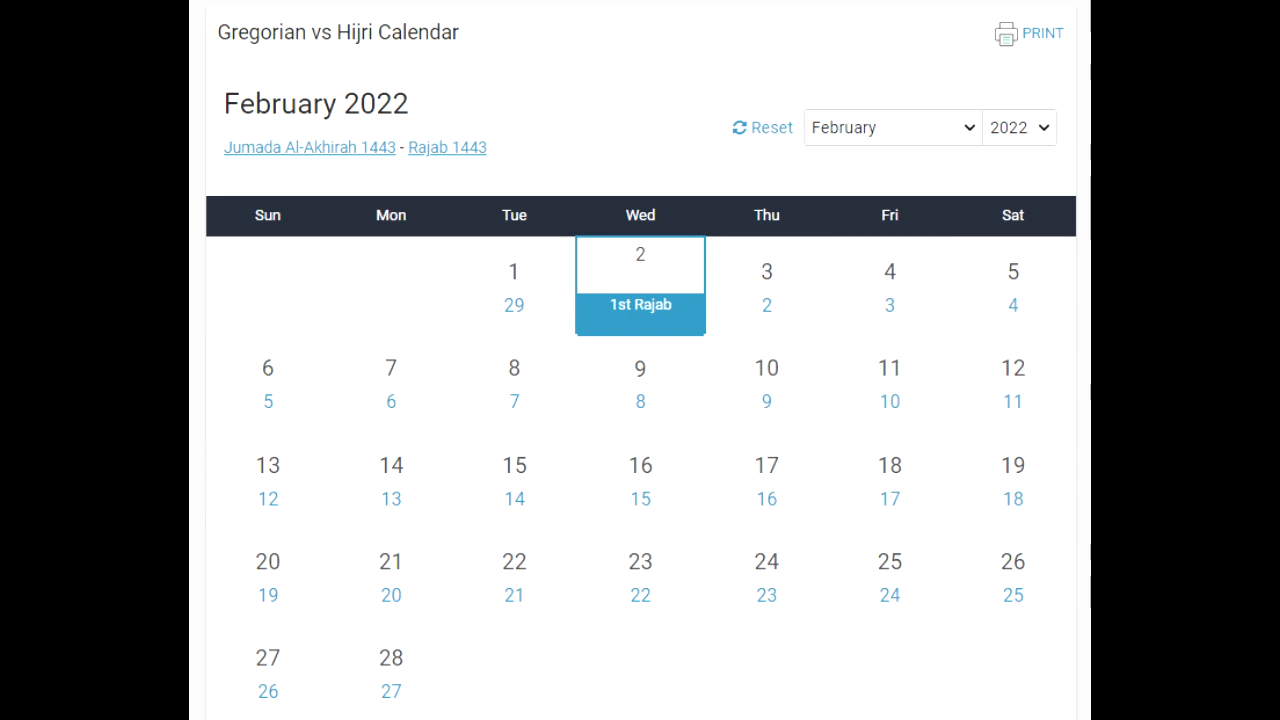 Gregorian vs Hijri Calendar
PRINT
February 2022
Reset
February
2022
Jumada Al-Akhirah 1443 - Rajab 1443
Sun Mon Tue Wed Thu Fri Sat
1 2 3 4 5
29 1st Rajab 2 3 4
6 7 8 9 10 11 12
5 6 7 8 9 10 11
13 14 15 16 17 18 19
12 13 14 15 16 17 18
20 21 22 23 24 25 26
19 20 21 22 23 24 25
27 28
26 27